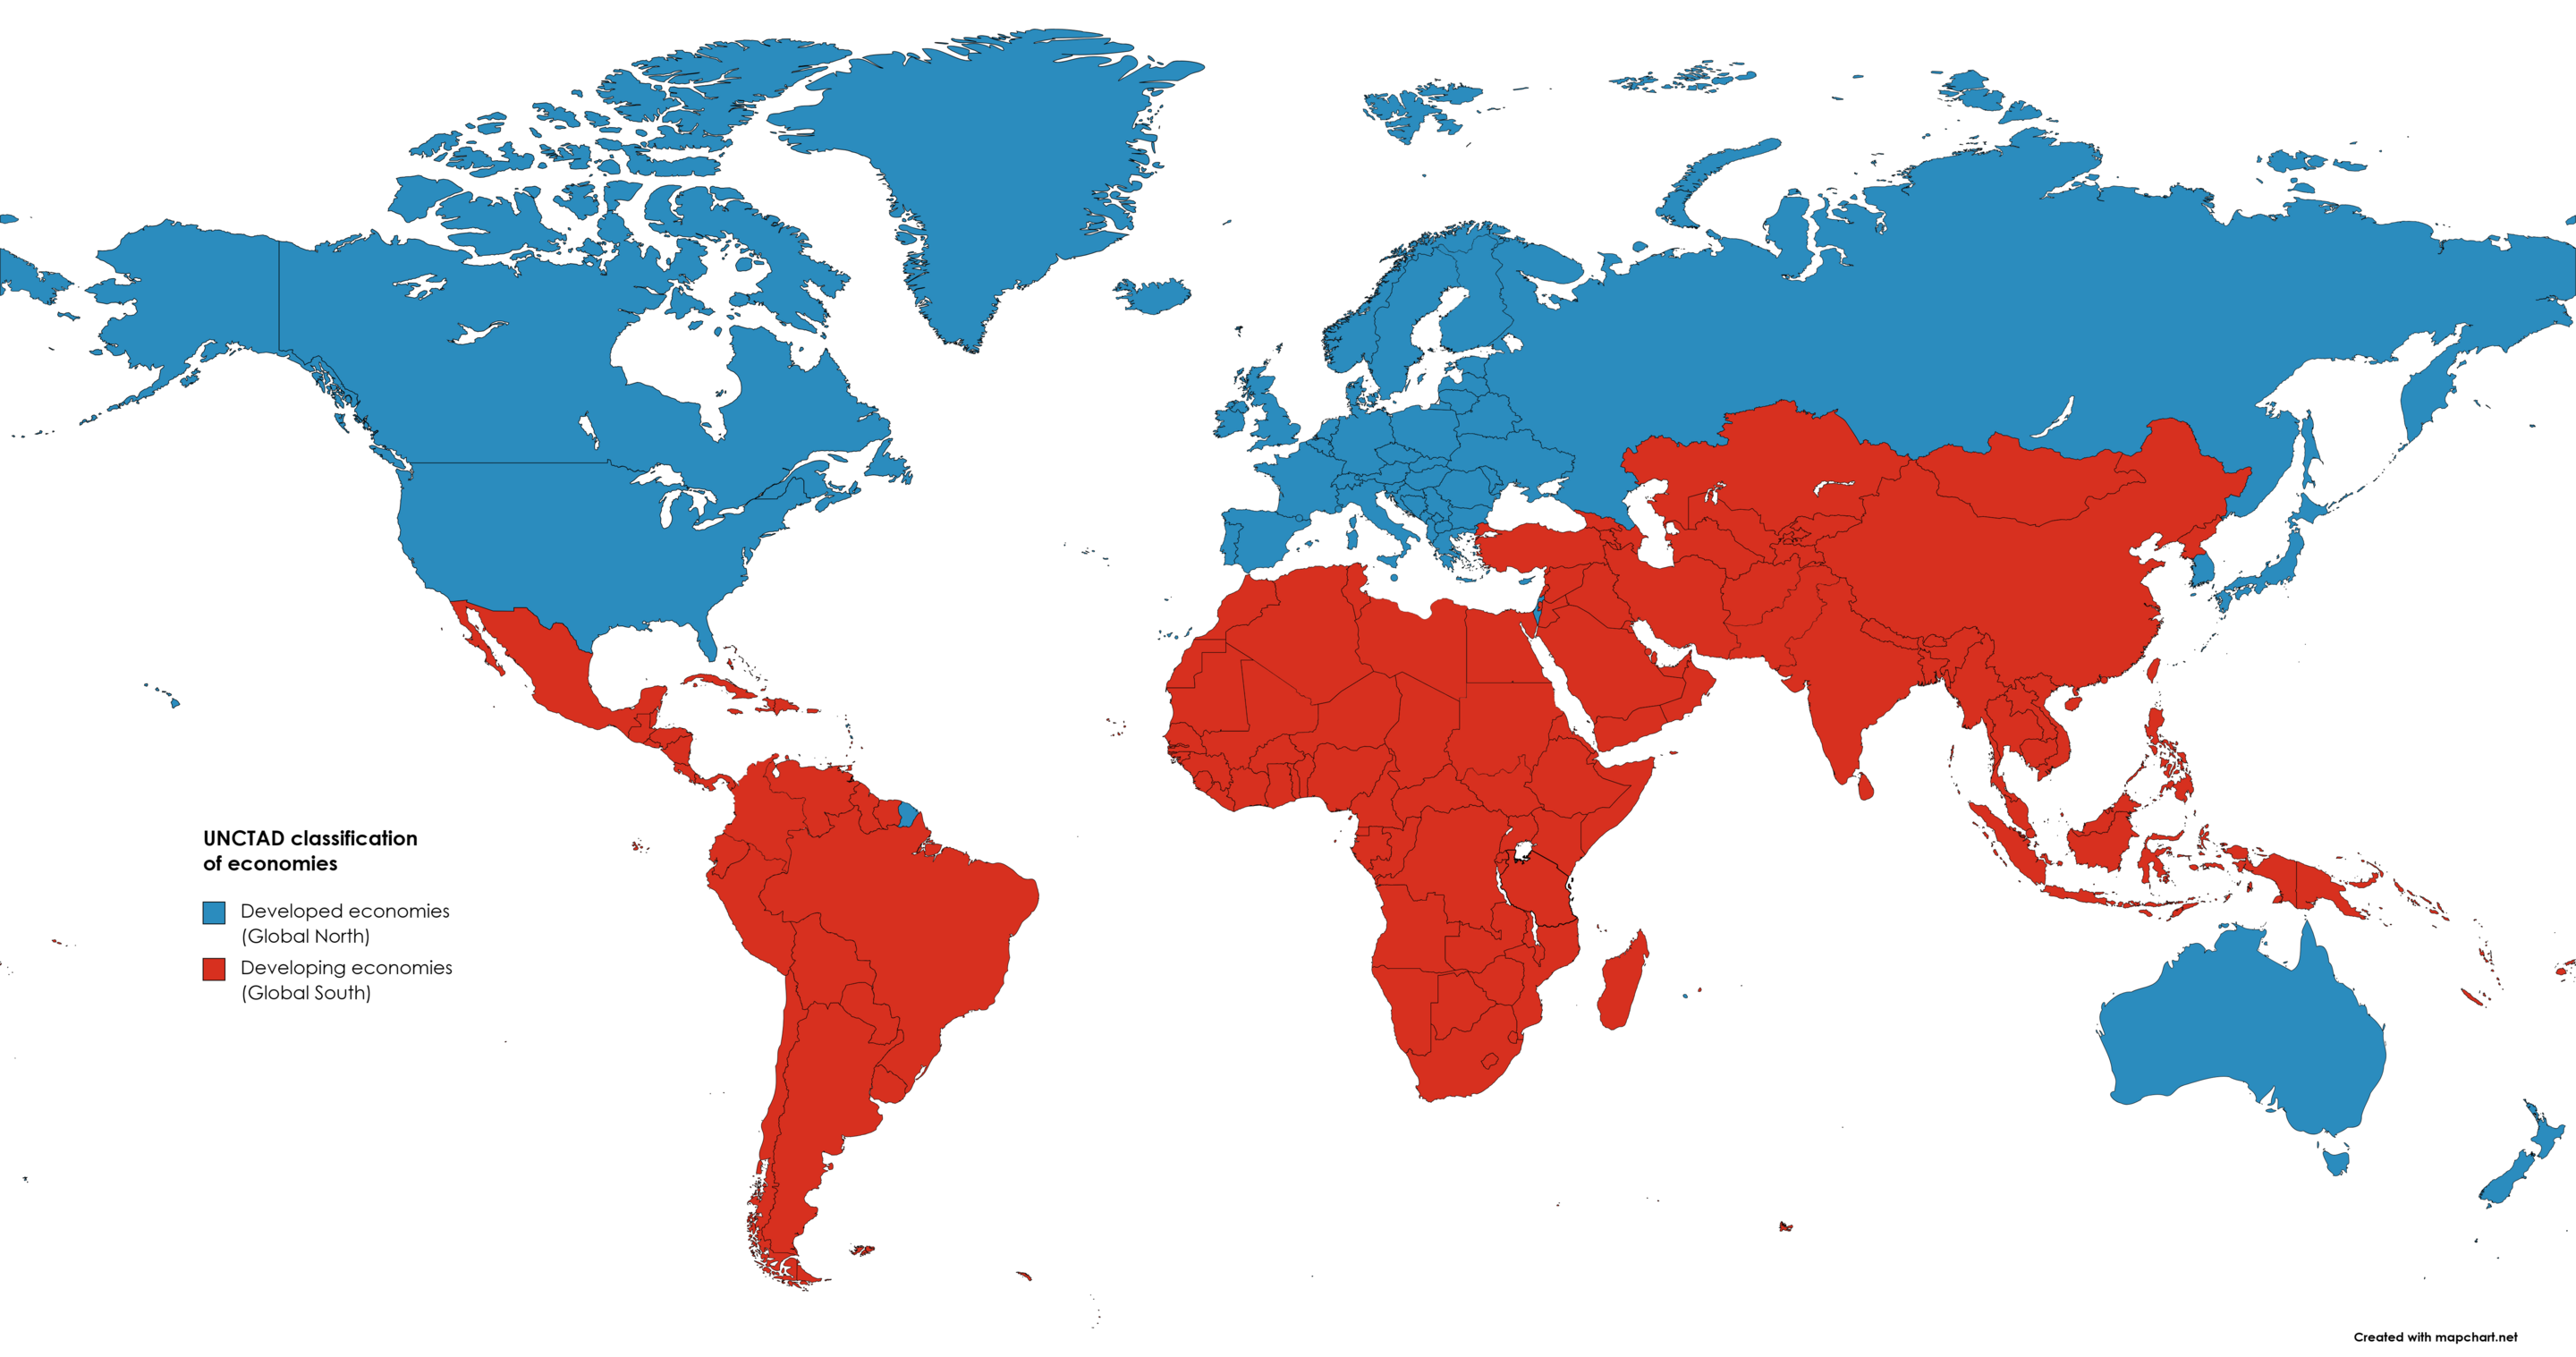 UNCTAD classification
of economies
Developed economies
(Global North)
Developing economies
(Global South)
Created with mapchart.net